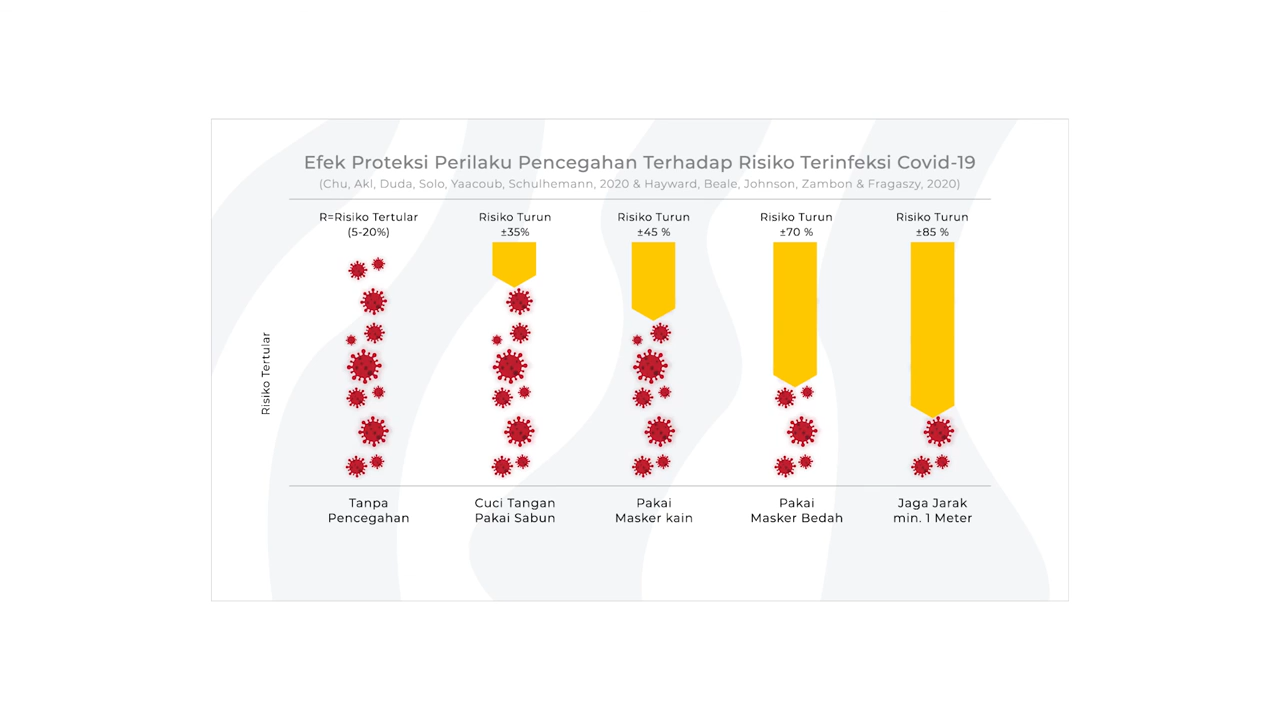 Efek Proteksi Perilaku Pencegahan Terhadap Risiko Terinfeksi Covid-19
(Chu, Akl, Duda, Solo, Yaacoub, Schulhemann, 2020 & Hayward, Beale, Johnson, Zambon & Fragaszy, 2020)
R=Risiko Tertular
(5-20%)
Risiko Turun
±35%
Risiko Turun
±45 %
Risiko Turun
±70 %
Risiko Turun
±85 %
Risiko Tertular
Tanpa
Pencegahan
Cuci Tangan
Pakai Sabun
Pakai
Masker kain
Pakai
Masker Bedah
Jaga Jarak
min. 1 Meter